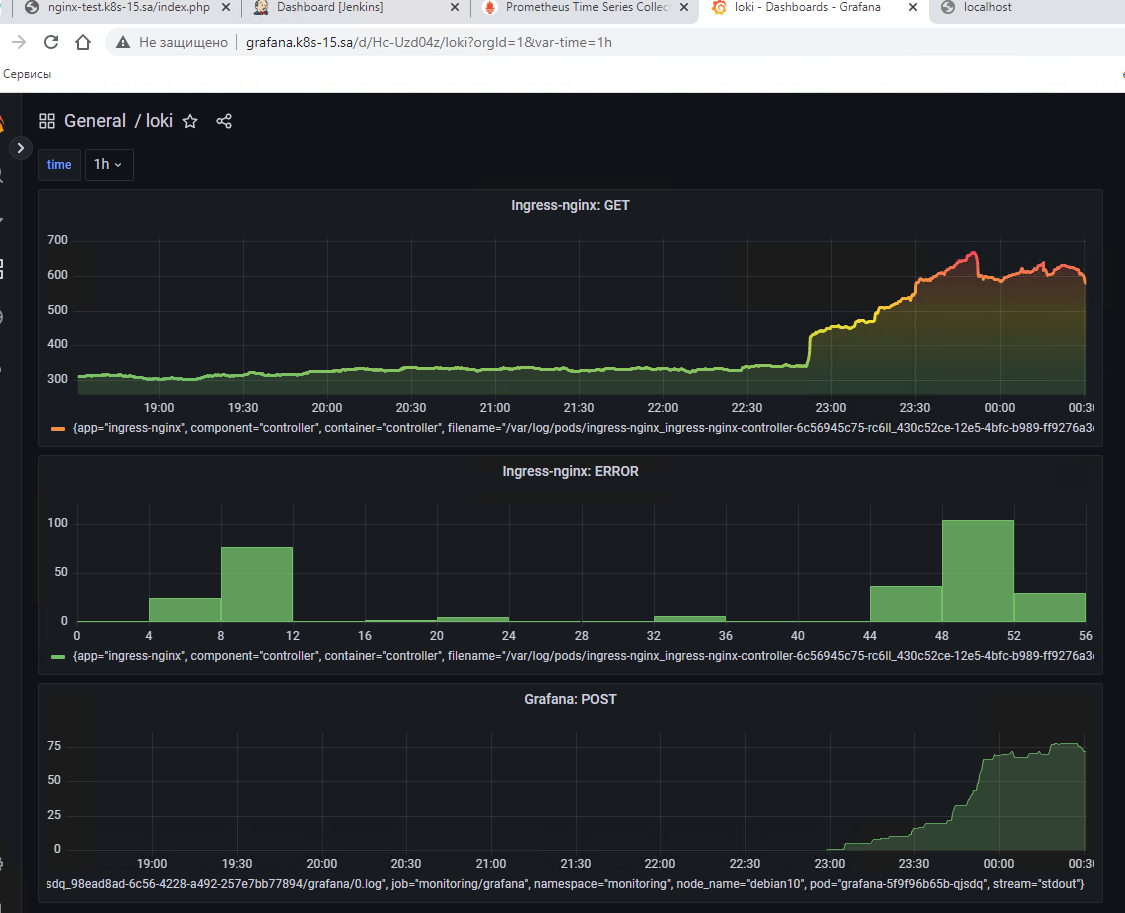 nginx-test.k8s-15.sa/index.php
Dashboard [Jenkins]
Prometheus Time Series Collec
loki - Dashboards - Grafana
localhost
Не защищено
grafana.k8s-15.sa/d/Hc-Uzd04z/loki?orgId=1&var-time=1h
Сервисы
General / loki
time 1h
Ingress-nginx: GET
700
600
500
400
300
19:00 19:30 20:00 20:30 21:00 21:30 22:00 22:30 23:00 23:30 00:00 00:30
{app="ingress-nginx", component="controller", container="controller", filename="/var/log/pods/ingress-nginx_ingress-nginx-controller-6c56945c75-rc6ll_430c52ce-12e5-4bfc-b989-ff9276a3
Ingress-nginx: ERROR
100
50
0
0 4 8 12 16 20 24 28 32 36 40 44 48 52 56
{app="ingress-nginx", component="controller", container="controller", filename="/var/log/pods/ingress-nginx_ingress-nginx-controller-6c56945c75-rc6ll_430c52ce-12e5-4bfc-b989-ff9276a3
Grafana: POST
75
50
25
0
19:00 19:30 20:00 20:30 21:00 21:30 22:00 22:30 23:00 23:30 00:00 00:30
sdq_98ead8ad-6c56-4228-a492-257e7bb77894/grafana/0.log", job="monitoring/grafana", namespace="monitoring", node_name="debian10", pod="grafana-5f9f96b65b-qjsdq", stream="stdout"}